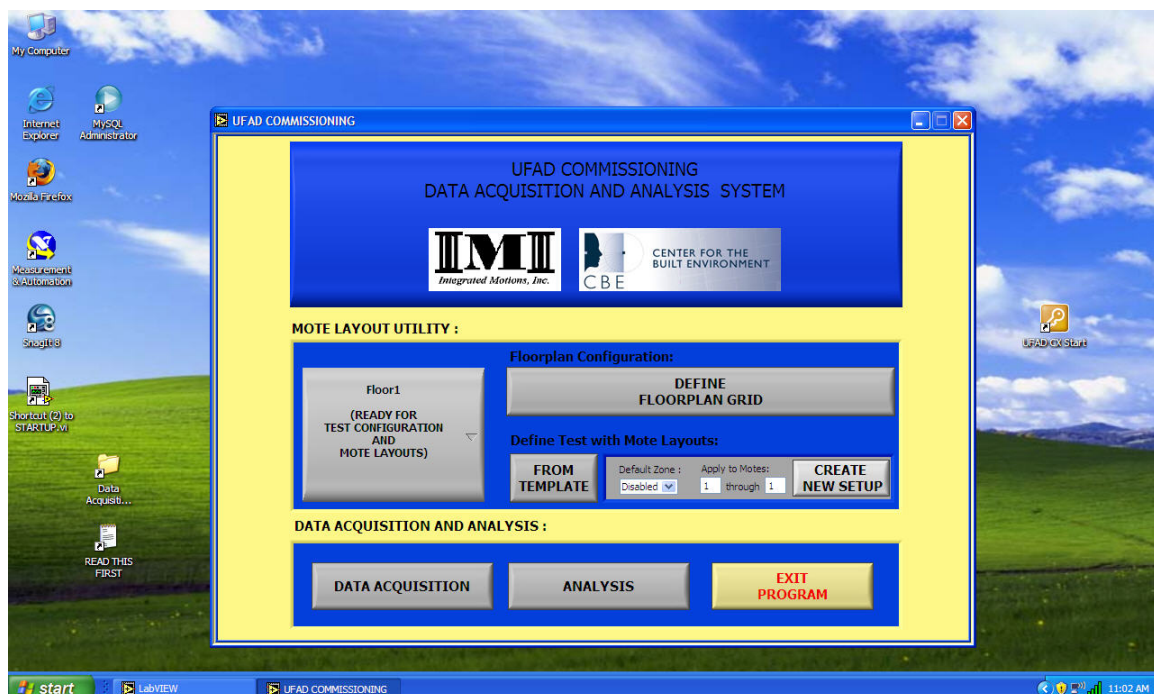 My Computer
Internet
Explorer
MySQL
Administrator
Mozilla Firefox
Measurement
& Automation
SnagIt 8
Shortcut (2) to
STARTUP.vi
Data
Acquisiti...
READ THIS
FIRST
UFAD CX Start
UFAD COMMISSIONING
UFAD COMMISSIONING
DATA ACQUISITION AND ANALYSIS SYSTEM
IMI
Integrated Motions, Inc.
CBE
CENTER FOR THE
BUILT ENVIRONMENT
MOTE LAYOUT UTILITY :
Floor1
(READY FOR
TEST CONFIGURATION
AND
MOTE LAYOUTS)
Floorplan Configuration:
DEFINE
FLOORPLAN GRID
Define Test with Mote Layouts:
FROM
TEMPLATE
Default Zone :
Disabled
Apply to Motes:
1 through 1
CREATE
NEW SETUP
DATA ACQUISITION AND ANALYSIS :
DATA ACQUISITION
ANALYSIS
EXIT
PROGRAM
start
LabVIEW
UFAD COMMISSIONING
11:02 AM